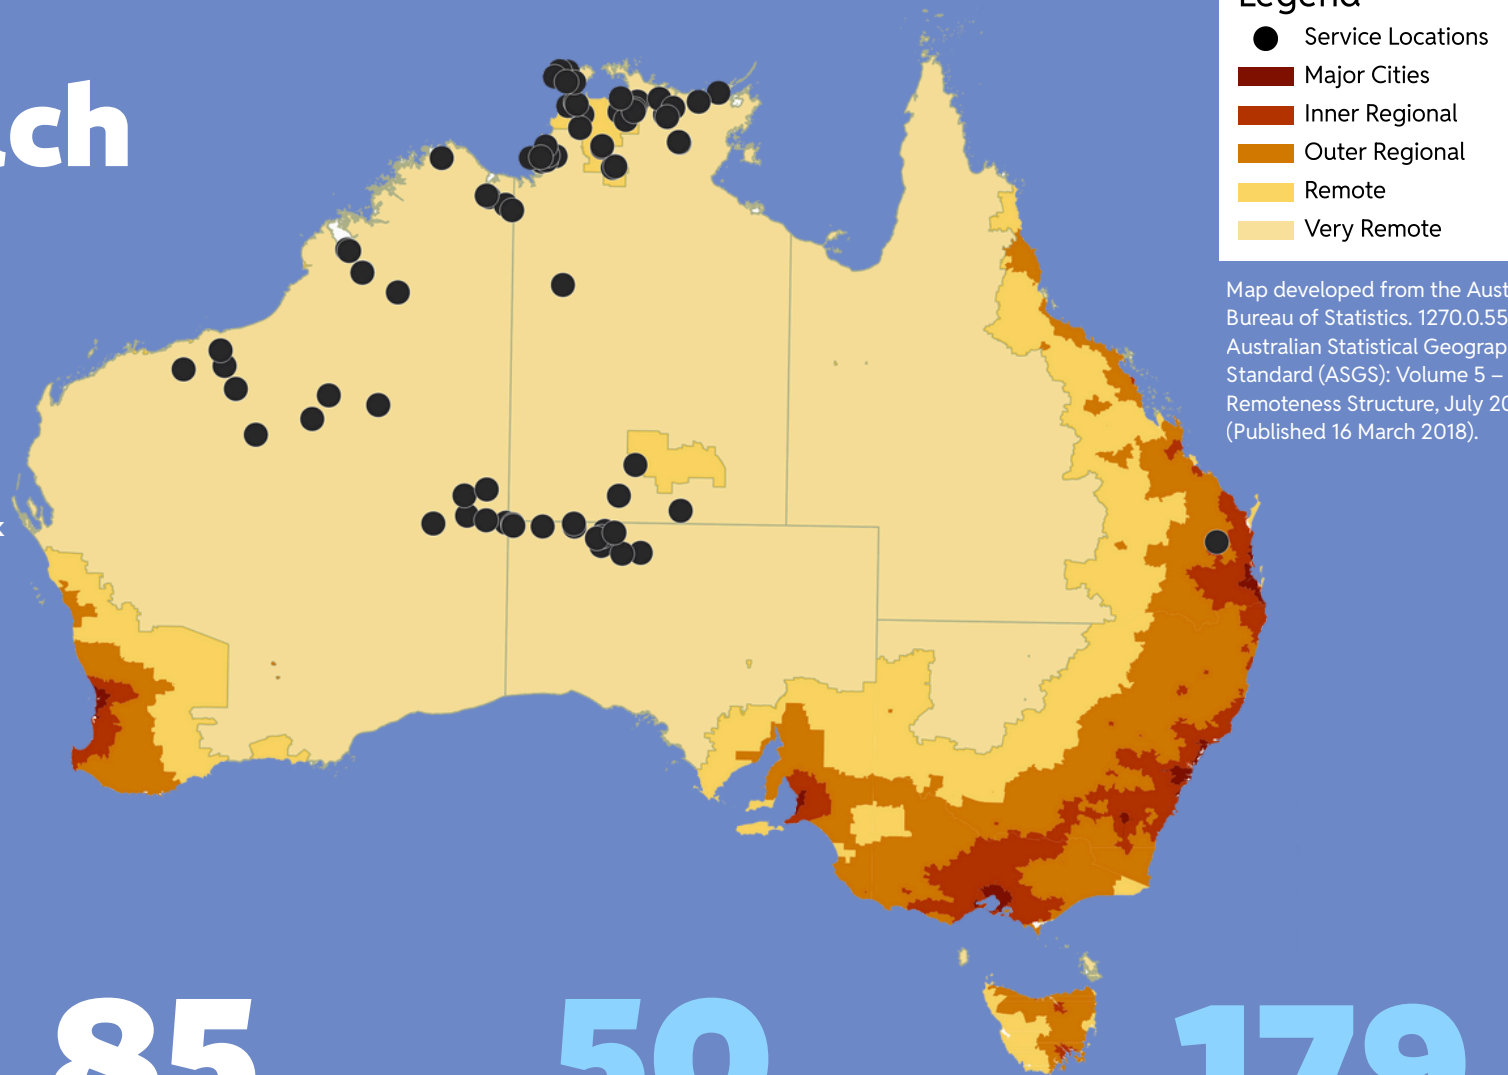 Legend
ch
Service Locations
Major Cities
Inner Regional
Outer Regional
Remote
Very Remote
Map developed from the Aust
Bureau of Statistics. 1270.0.55
Australian Statistical Geograp
Standard (ASGS): Volume 5 –
Remoteness Structure, July 20
(Published 16 March 2018).
85
50
179